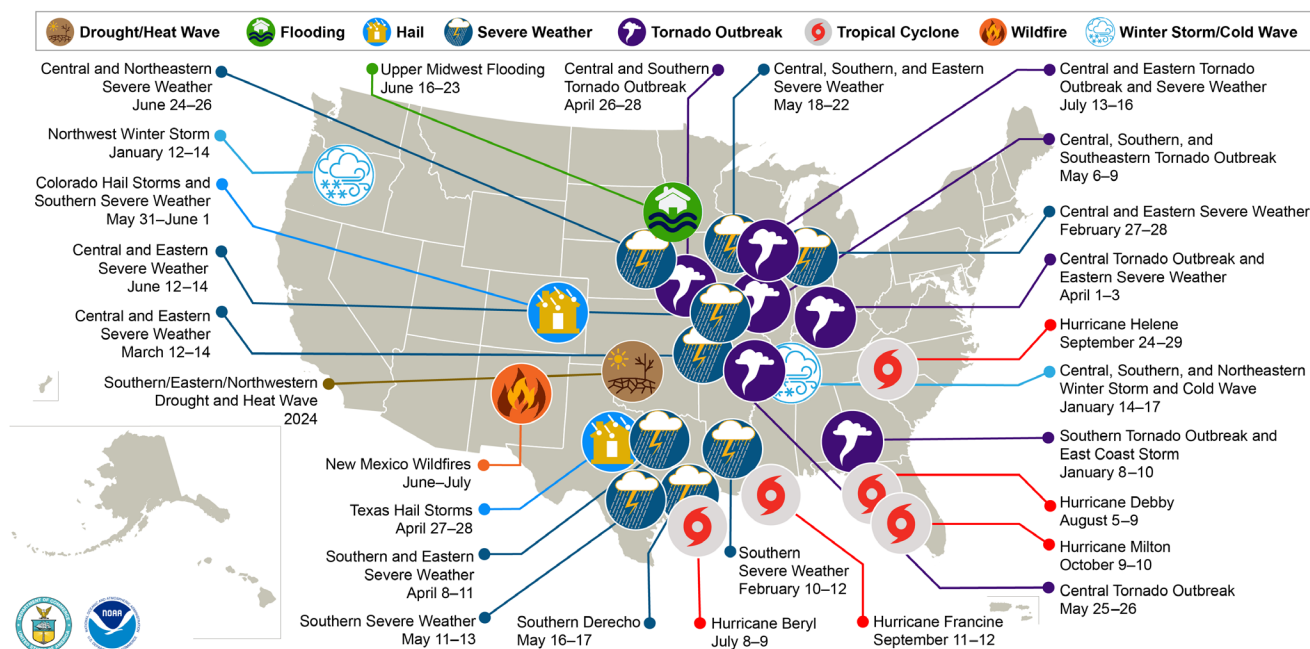 Drought/Heat Wave
Flooding
Hail
Severe Weather
Tornado Outbreak
Tropical Cyclone
Wildfire
Winter Storm/Cold Wave
Central and Northeastern
Severe Weather
June 24–26
Northwest Winter Storm
January 12–14
Colorado Hail Storms and
Southern Severe Weather
May 31–June 1
Central and Eastern
Severe Weather
June 12–14
Central and Eastern
Severe Weather
March 12–14
Southern/Eastern/Northwestern
Drought and Heat Wave
2024
New Mexico Wildfires
June–July
Texas Hail Storms
April 27–28
Southern and Eastern
Severe Weather
April 8–11
Southern Severe Weather
May 11–13
Upper Midwest Flooding
June 16–23
Central and Southern
Tornado Outbreak
April 26–28
Central, Southern, and Eastern
Severe Weather
May 18–22
Central and Eastern Tornado
Outbreak and Severe Weather
July 13–16
Central, Southern, and
Southeastern Tornado Outbreak
May 6–9
Central and Eastern Severe Weather
February 27–28
Central Tornado Outbreak and
Eastern Severe Weather
April 1–3
Hurricane Helene
September 24–29
Central, Southern, and Northeastern
Winter Storm and Cold Wave
January 14–17
Southern Tornado Outbreak and
East Coast Storm
January 8–10
Hurricane Debby
August 5–9
Hurricane Milton
October 9–10
Central Tornado Outbreak
May 25–26
Southern Derecho
May 16–17
Hurricane Beryl
July 8–9
Southern
Severe Weather
February 10–12
Hurricane Francine
September 11–12
NOAA